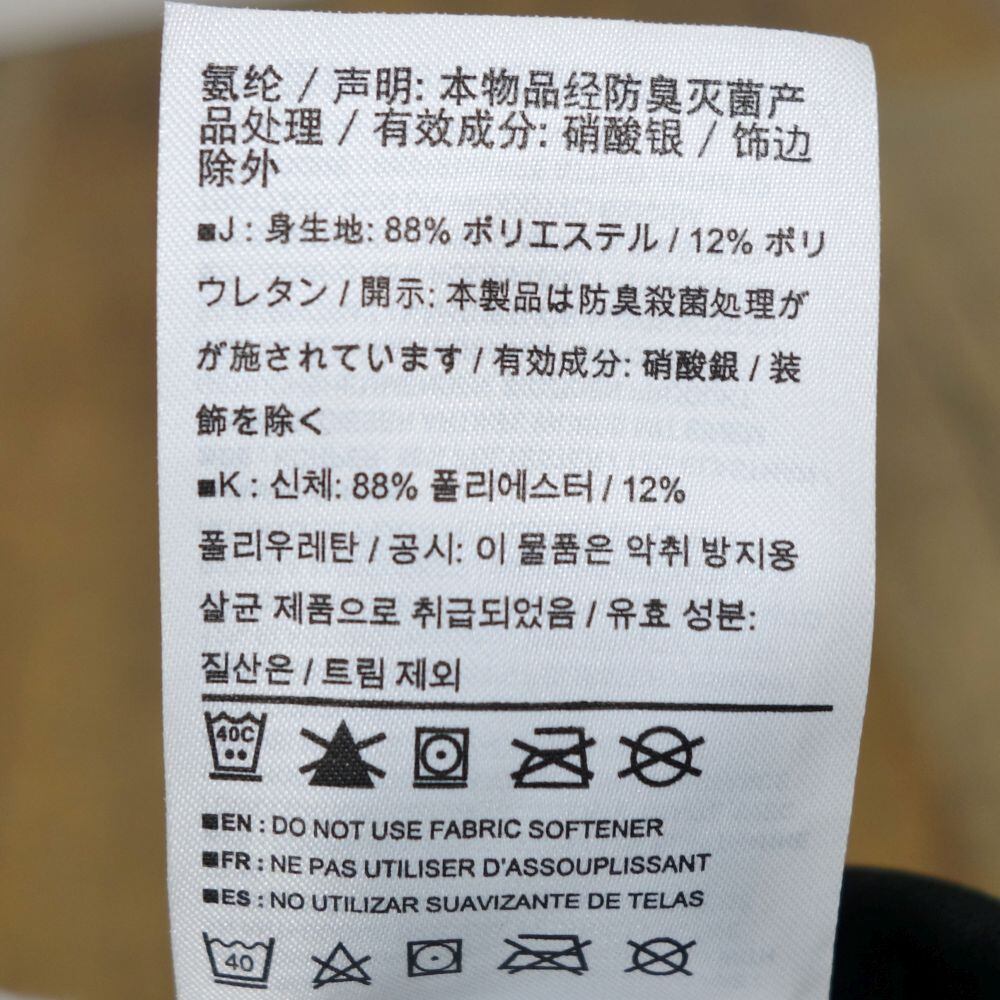 氨纶 / 声明: 本物品经防臭灭菌产
品处理 / 有效成分: 硝酸银 / 饰边
除外
■J : 身生地: 88% ポリエステル / 12% ポリ
ウレタン / 開示: 本製品は防臭殺菌処理が
が施されています / 有効成分: 硝酸銀 / 装
飾を除く
■K : 신체: 88% 폴리에스터 / 12%
폴리우레탄 / 공시: 이 물품은 악취 방지용
살균 제품으로 취급되었음 / 유효 성분:
질산은 / 트림 제외
40C
■EN : DO NOT USE FABRIC SOFTENER
■FR : NE PAS UTILISER D'ASSOUPLISSANT
■ES : NO UTILIZAR SUAVIZANTE DE TELAS
40